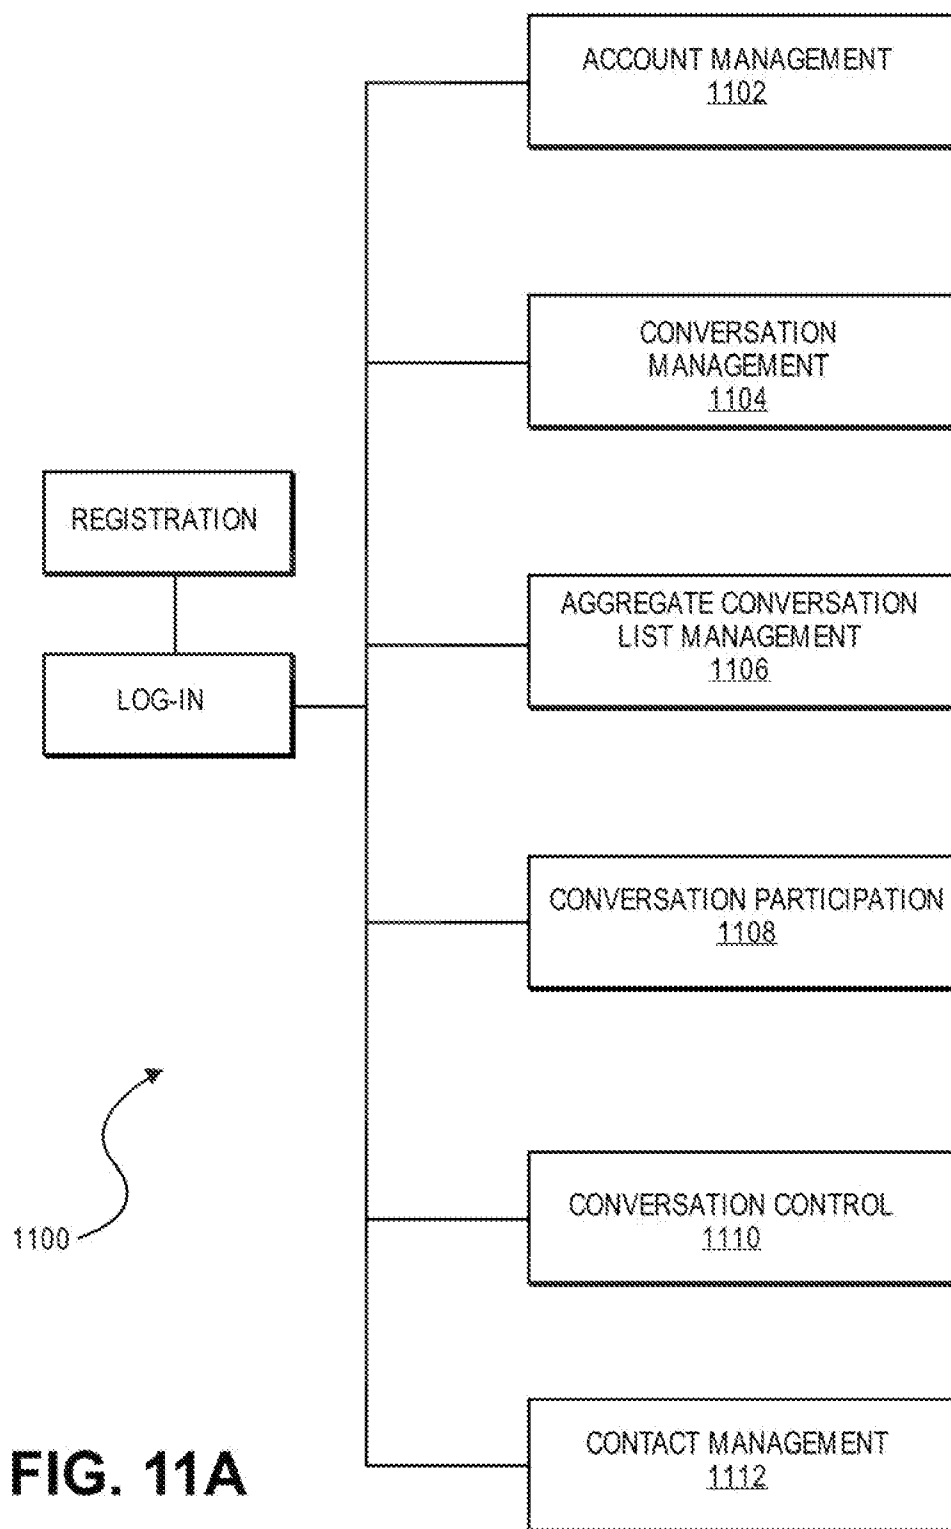 ACCOUNT MANAGEMENT
1102
CONVERSATION
MANAGEMENT
1104
REGISTRATION
AGGREGATE CONVERSATION
LIST MANAGEMENT
1106
LOG-IN
CONVERSATION PARTICIPATION
1108
CONVERSATION CONTROL
1110
1100
CONTACT MANAGEMENT
1112
FIG. 11A